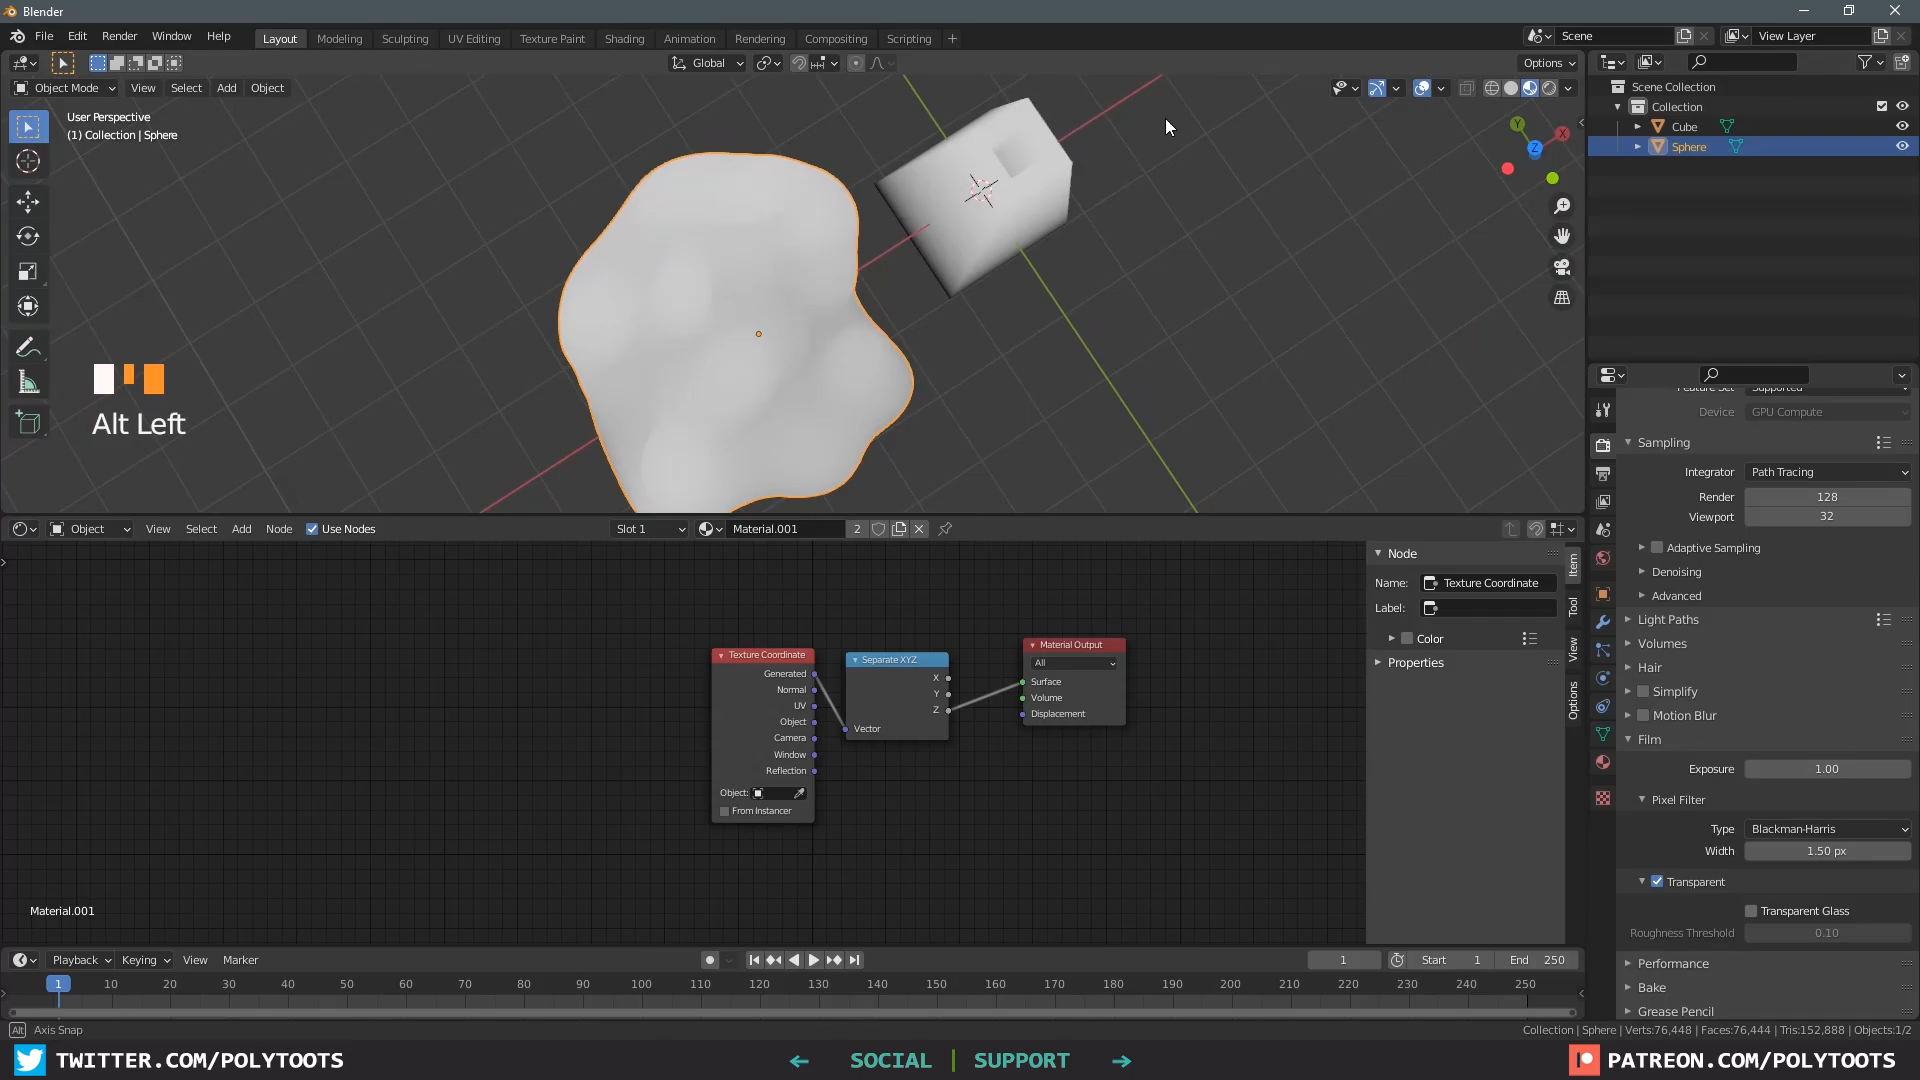 Blender
File Edit Render Window Help
Layout Modeling Sculpting UV Editing Texture Paint Shading Animation Rendering Compositing Scripting
Scene
View Layer
Global
Options
Object Mode View Select Add Object
User Perspective
(1) Collection | Sphere
Y
X
Z
Alt Left
Scene Collection
Collection
Cube
Sphere
Device GPU Compute
Sampling
Integrator Path Tracing
Render 128
Viewport 32
Adaptive Sampling
Denoising
Advanced
Light Paths
Volumes
Hair
Simplify
Motion Blur
Film
Exposure 1.00
Pixel Filter
Type Blackman-Harris
Width 1.50 px
Transparent
Transparent Glass
Roughness Threshold 0.10
Performance
Bake
Grease Pencil
Object View Select Add Node Use Nodes Slot 1 Material.001 2
Node
Name: Texture Coordinate
Label:
Color
Properties
Item
Tool
View
Options
Texture Coordinate
Generated
Normal
UV
Object
Camera
Window
Reflection
Object:
From Instancer
Separate XYZ
X
Y
Z
Vector
Material Output
All
Surface
Volume
Displacement
Material.001
Playback Keying View Marker
1 Start 1 End 250
1 10 20 30 40 50 60 70 80 90 100 110 120 130 140 150 160 170 180 190 200 210 220 230 240 250
Alt Axis Snap
Collection | Sphere | Verts:76,448 | Faces:76,444 | Tris:152,888 | Objects:1/2
TWITTER.COM/POLYTOOTS
← SOCIAL | SUPPORT →
PATREON.COM/POLYTOOTS